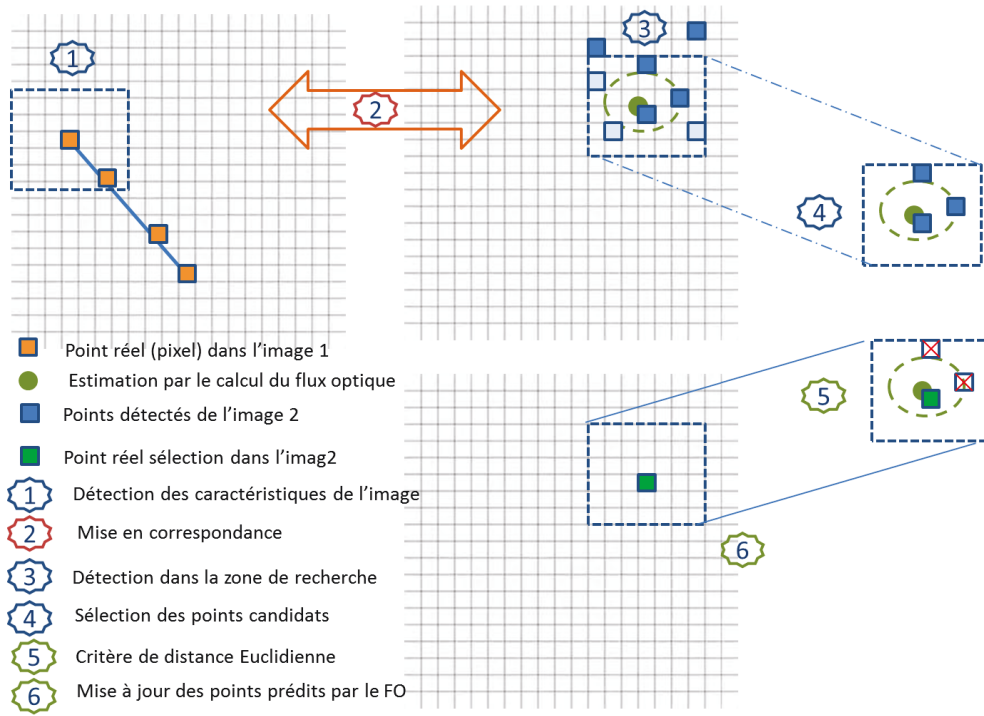 1
2
3
4
5
6
Point réel (pixel) dans l'image 1
Estimation par le calcul du flux optique
Points détectés de l'image 2
Point réel sélection dans l'imag2
1 Détection des caractéristiques de l'image
2 Mise en correspondance
3 Détection dans la zone de recherche
4 Sélection des points candidats
5 Critère de distance Euclidienne
6 Mise à jour des points prédits par le FO